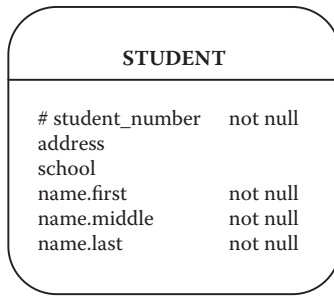 STUDENT
# student_number not null
address
school
name.first not null
name.middle not null
name.last not null